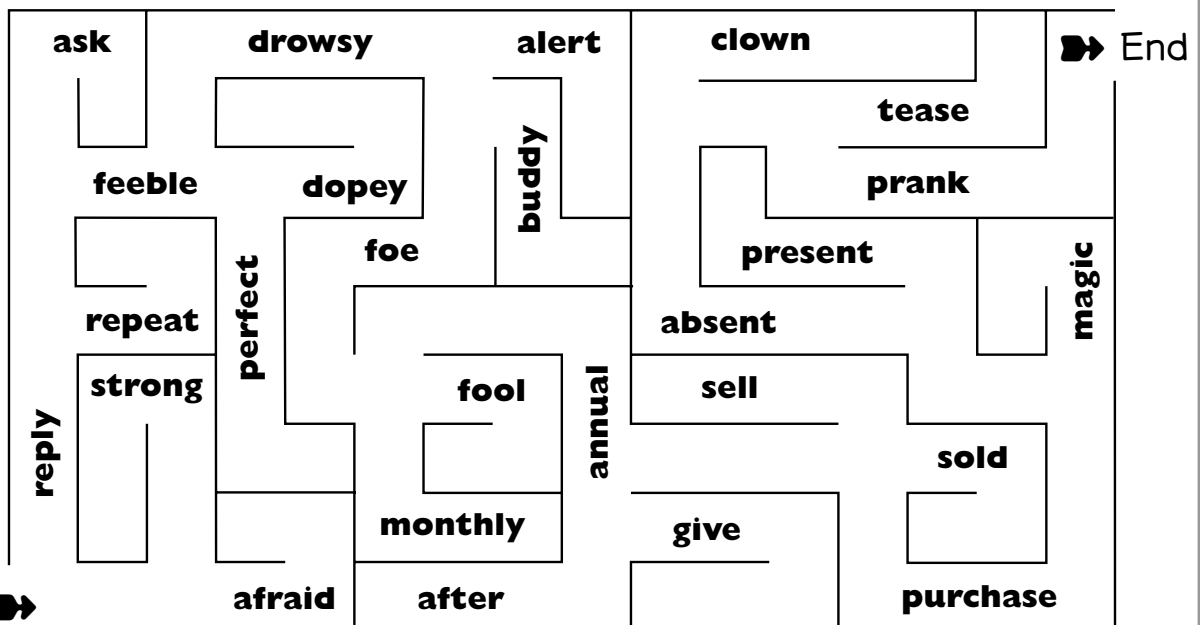 ask
drowsy
alert
clown
End
tease
feeble
dopey
buddy
prank
foe
present
magic
repeat
perfect
absent
strong
fool
annual
sell
reply
sold
monthly
give
afraid
after
purchase